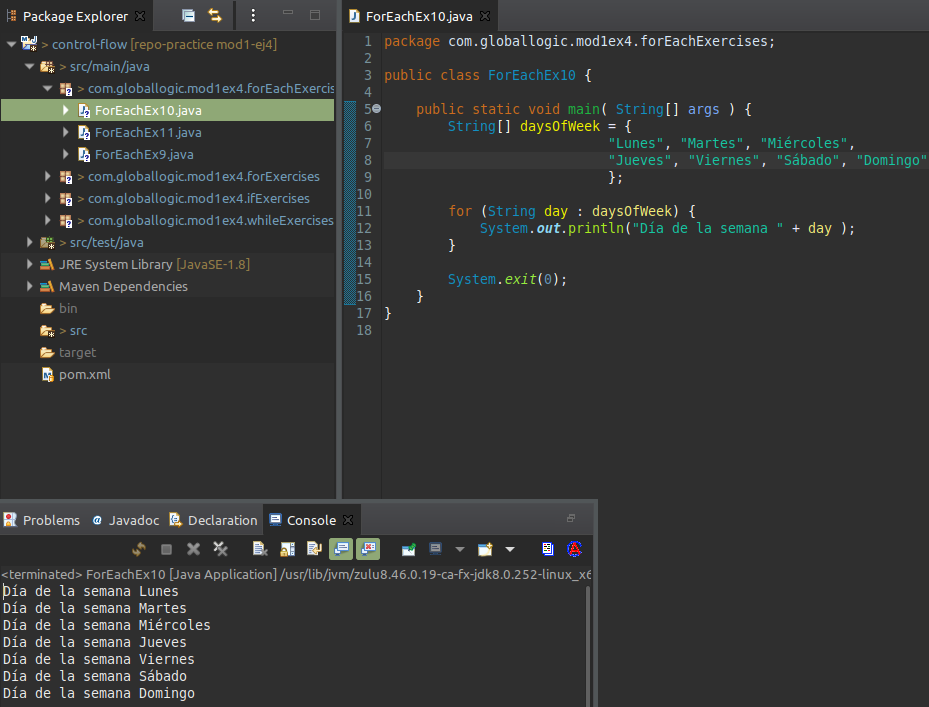 Package Explorer
> control-flow [repo-practice mod1-ej4]
> src/main/java
> com.globallogic.mod1ex4.forEachExercis
ForEachEx10.java
ForEachEx11.java
ForEachEx9.java
> com.globallogic.mod1ex4.forExercises
> com.globallogic.mod1ex4.ifExercises
> com.globallogic.mod1ex4.whileExercises
> src/test/java
JRE System Library [JavaSE-1.8]
Maven Dependencies
bin
> src
target
pom.xml
ForEachEx10.java
1 package com.globallogic.mod1ex4.forEachExercises;
2
3 public class ForEachEx10 {
4
5 public static void main( String[] args ) {
6 String[] daysOfWeek = {
7 "Lunes", "Martes", "Miércoles",
8 "Jueves", "Viernes", "Sábado", "Domingo"
9 };
10
11 for (String day : daysOfWeek) {
12 System.out.println("Día de la semana " + day );
13 }
14
15 System.exit(0);
16 }
17 }
18
Problems Javadoc Declaration Console
<terminated> ForEachEx10 [Java Application] /usr/lib/jvm/zulu8.46.0.19-ca-fx-jdk8.0.252-linux_x6
Día de la semana Lunes
Día de la semana Martes
Día de la semana Miércoles
Día de la semana Jueves
Día de la semana Viernes
Día de la semana Sábado
Día de la semana Domingo